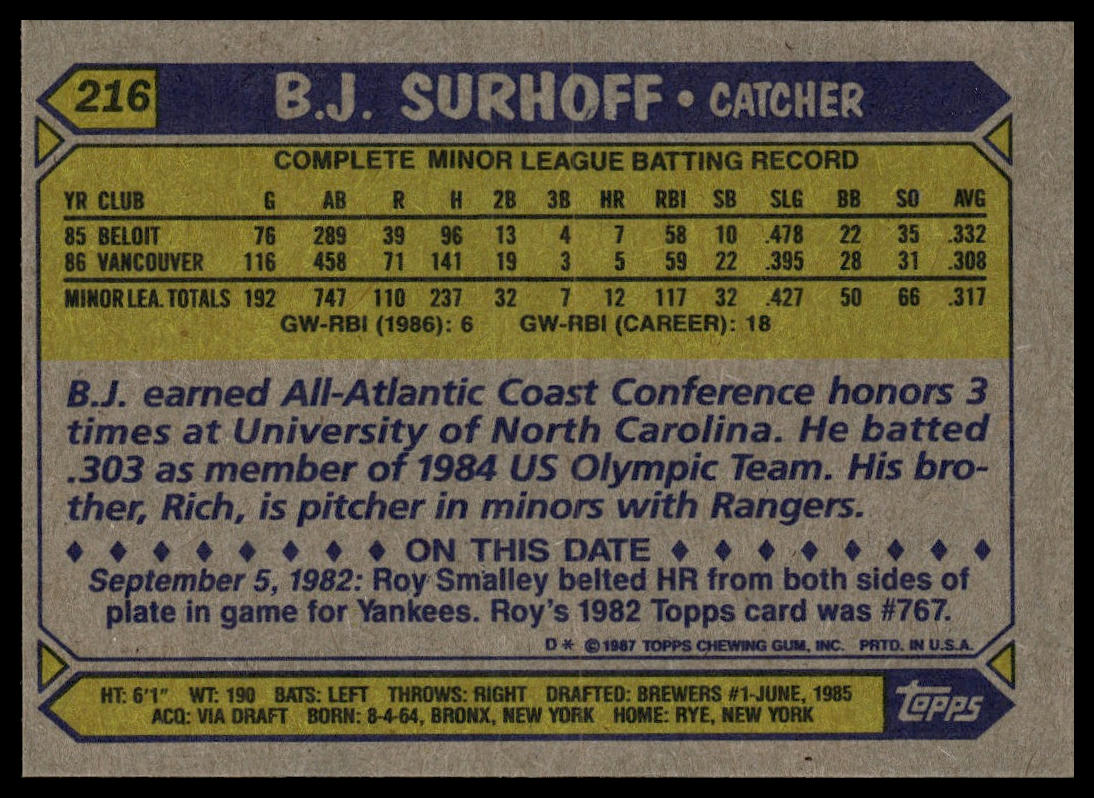 216 B.J. SURHOFF • CATCHER
COMPLETE MINOR LEAGUE BATTING RECORD
YR CLUB G AB R H 2B 3B HR RBI SB SLG BB SO AVG
85 BELOIT 76 289 39 96 13 4 7 58 10 .478 22 35 .332
86 VANCOUVER 116 458 71 141 19 3 5 59 22 .395 28 31 .308
MINOR LEA. TOTALS 192 747 110 237 32 7 12 117 32 .427 50 66 .317
GW-RBI (1986): 6 GW-RBI (CAREER): 18
B.J. earned All-Atlantic Coast Conference honors 3
times at University of North Carolina. He batted
.303 as member of 1984 US Olympic Team. His bro-
ther, Rich, is pitcher in minors with Rangers.
♦ ♦ ♦ ♦ ♦ ♦ ♦ ♦ ON THIS DATE ♦ ♦ ♦ ♦ ♦ ♦ ♦ ♦
September 5, 1982: Roy Smalley belted HR from both sides of
plate in game for Yankees. Roy's 1982 Topps card was #767.
D* ©1987 TOPPS CHEWING GUM, INC. PRTD. IN U.S.A.
HT: 6'1" WT: 190 BATS: LEFT THROWS: RIGHT DRAFTED: BREWERS #1-JUNE, 1985
ACQ: VIA DRAFT BORN: 8-4-64, BRONX, NEW YORK HOME: RYE, NEW YORK
TOPPS